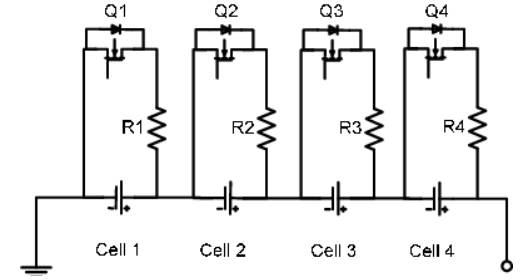 Q1 Q2 Q3 Q4
R1 R2 R3 R4
- + - + - + - +
Cell 1 Cell 2 Cell 3 Cell 4